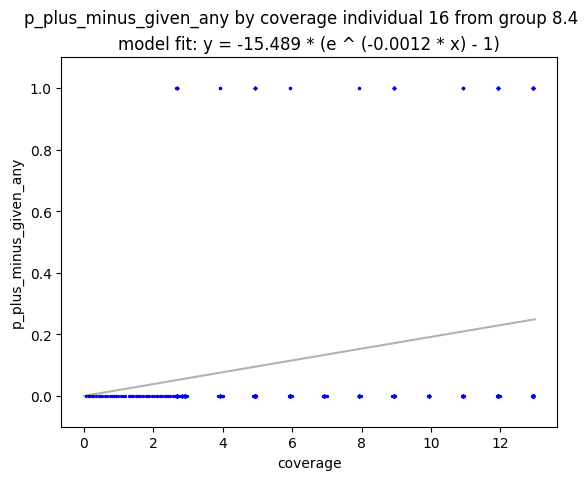 p_plus_minus_given_any by coverage individual 16 from group 8.4
model fit: y = -15.489 * (e ^ (-0.0012 * x) - 1)
1.0
0.8
0.6
0.4
0.2
0.0
p_plus_minus_given_any
0 2 4 6 8 10 12
coverage